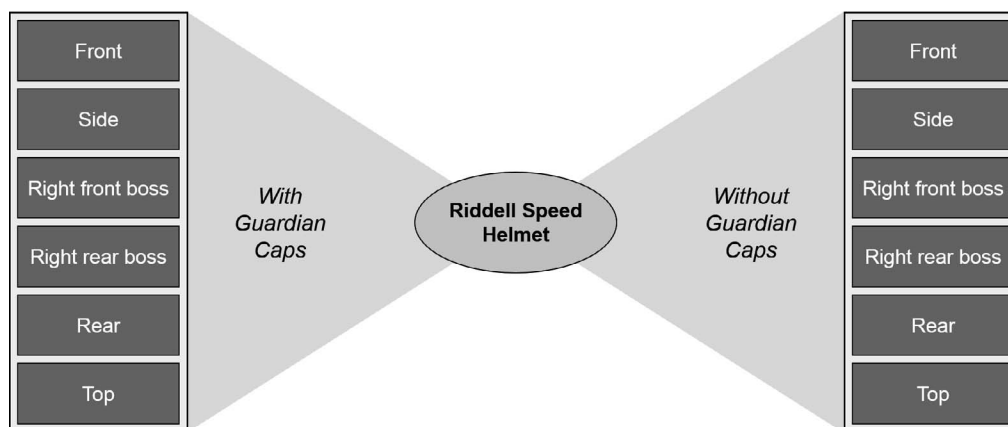 Front
Side
Right front boss
Right rear boss
Rear
Top
With
Guardian
Caps
Riddell Speed
Helmet
Without
Guardian
Caps
Front
Side
Right front boss
Right rear boss
Rear
Top